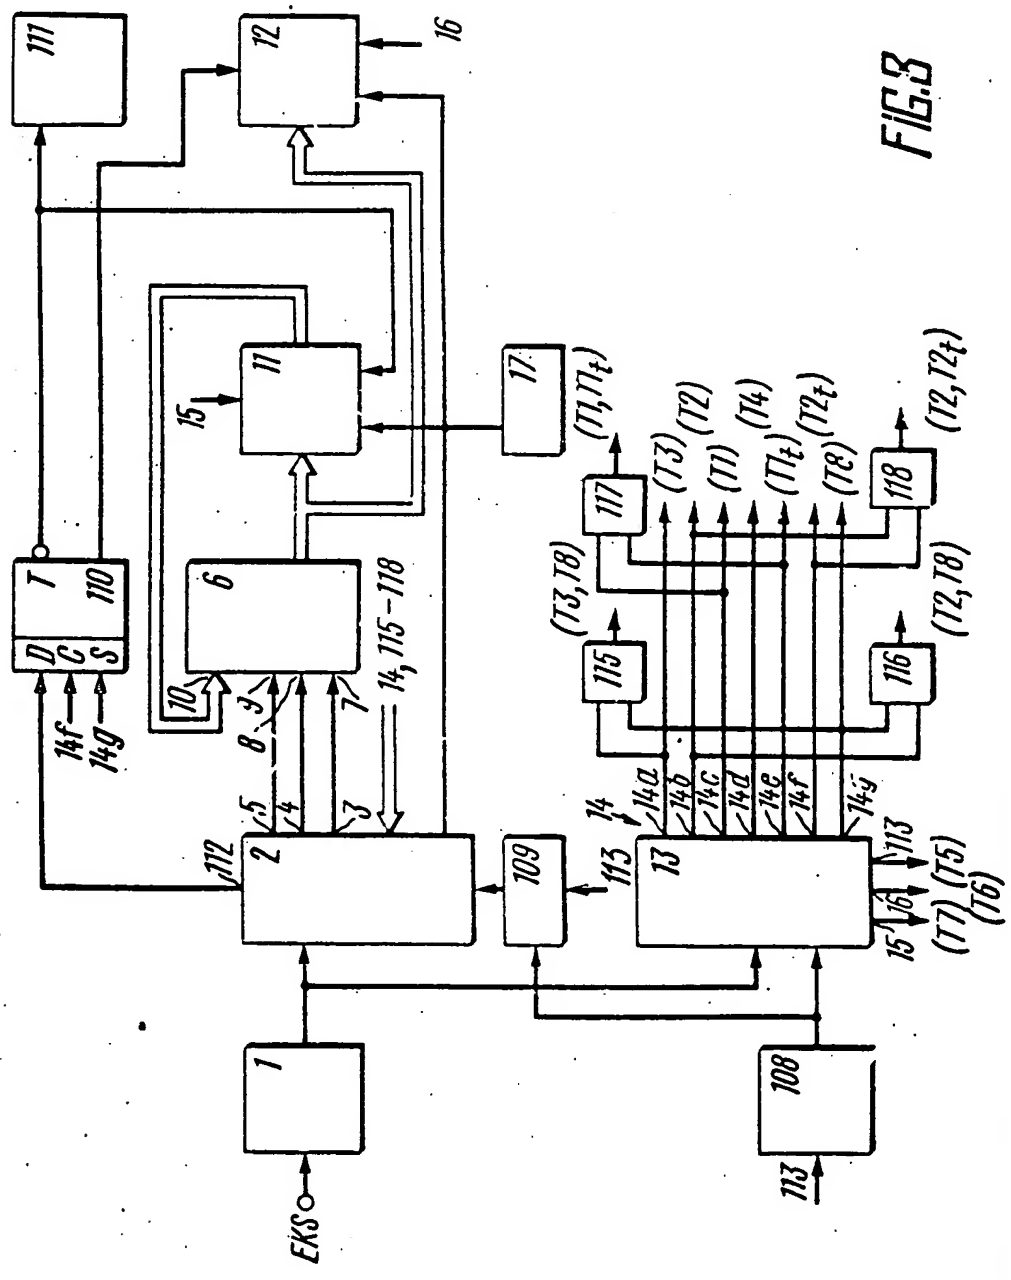 111
12
16
FIG.3
11
15
17
T
110
D
C
S
14f
14g
6
10
9
8
7
14, 115-118
5
4
3
112
2
109
113
1
EKS
108
113
13
14
14a
14b
14c
14d
14e
14f
14g
(T3)
(T2)
(T1)
(T4)
(T1t)
(T2t)
(T8)
115
(T3, T8)
116
(T2, T8)
117
(T1, T1t)
118
(T2, T2t)
113
(T5)
16
(T6)
15
(T7)